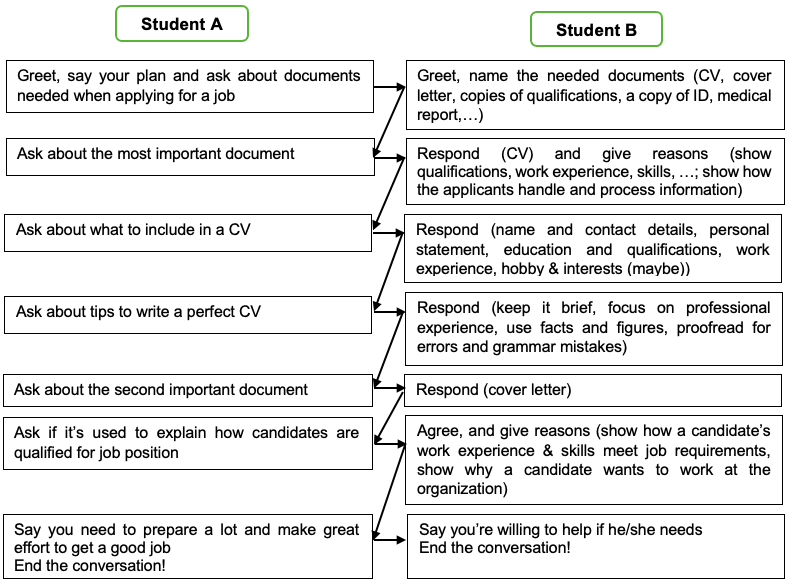 Student A
Student B
Greet, say your plan and ask about documents
needed when applying for a job
Greet, name the needed documents (CV, cover
letter, copies of qualifications, a copy of ID, medical
report,…)
Ask about the most important document
Respond (CV) and give reasons (show
qualifications, work experience, skills, …; show how
the applicants handle and process information)
Ask about what to include in a CV
Respond (name and contact details, personal
statement, education and qualifications, work
experience, hobby & interests (maybe))
Ask about tips to write a perfect CV
Respond (keep it brief, focus on professional
experience, use facts and figures, proofread for
errors and grammar mistakes)
Ask about the second important document
Respond (cover letter)
Ask if it’s used to explain how candidates are
qualified for job position
Agree, and give reasons (show how a candidate’s
work experience & skills meet job requirements,
show why a candidate wants to work at the
organization)
Say you need to prepare a lot and make great
effort to get a good job
End the conversation!
Say you’re willing to help if he/she needs
End the conversation!